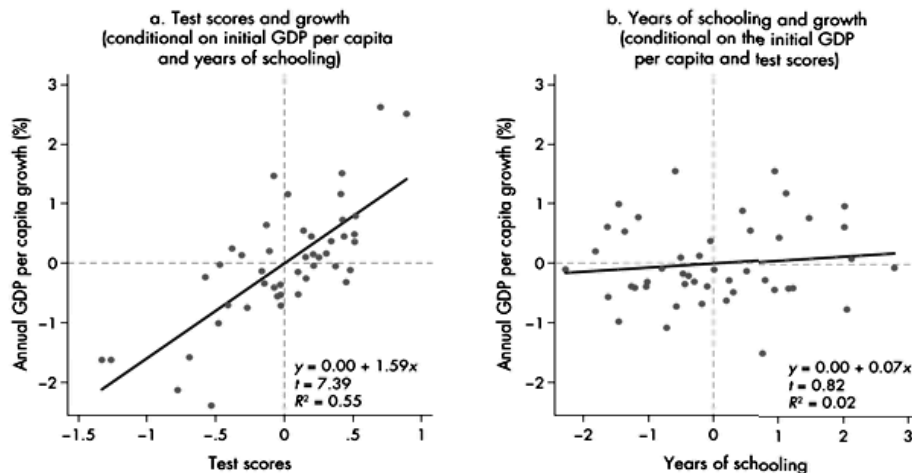 a. Test scores and growth
(conditional on initial GDP per capita
and years of schooling)
Annual GDP per capita growth (%)
3
2
1
0
−1
−2
−1.5
−1
−.5
0
.5
1
y = 0.00 + 1.59x
t = 7.39
R² = 0.55
Test scores
b. Years of schooling and growth
(conditional on the initial GDP
per capita and test scores)
Annual GDP per capita growth (%)
3
2
1
0
−1
−2
−2
−1
0
1
2
3
y = 0.00 + 0.07x
t = 0.82
R² = 0.02
Years of schooling